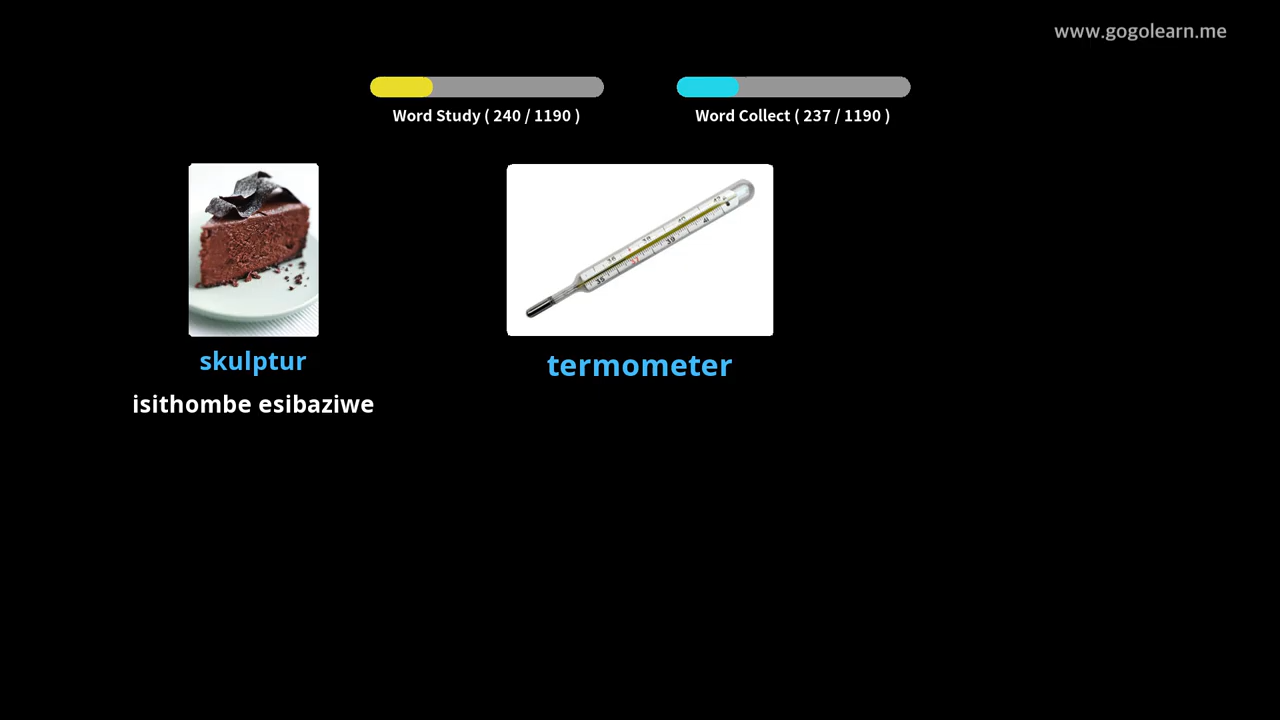 www.gogolearn.me
Word Study ( 240 / 1190 )
Word Collect ( 237 / 1190 )
skulptur
termometer
isithombe esibaziwe